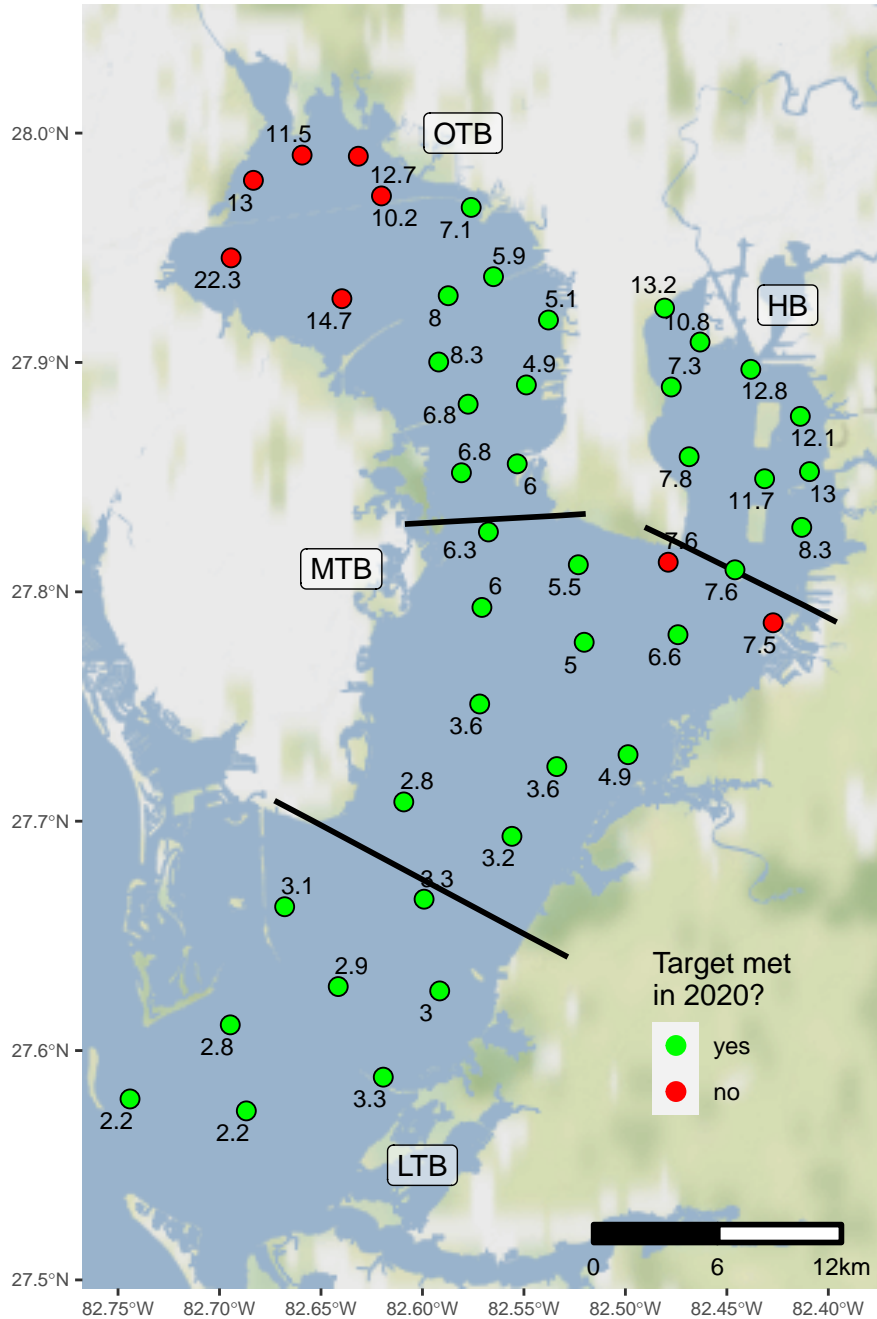 28.0°N
27.9°N
27.8°N
27.7°N
27.6°N
27.5°N
OTB
11.5
12.7
13
10.2
7.1
22.3
5.9
14.7
8
5.1
13.2
HB
10.8
8.3
4.9
7.3
12.8
6.8
12.1
6.8
6
7.8
11.7
13
6.3
7.6
8.3
MTB
5.5
7.6
6
5
6.6
7.5
3.6
3.6
4.9
2.8
3.2
3.1
3.3
2.9
3
2.8
2.2
2.2
3.3
LTB
Target met
in 2020?
yes
no
0 6 12km
82.75°W 82.70°W 82.65°W 82.60°W 82.55°W 82.50°W 82.45°W 82.40°W